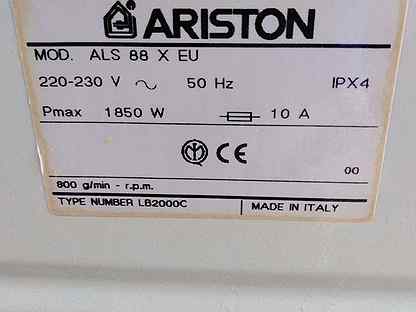 ARISTON
MOD. ALS 88 X EU
220-230 V 50 Hz IPX4
Pmax 1850 W 10 A
CE
00
800 g/min - r.p.m.
TYPE NUMBER LB2000C MADE IN ITALY